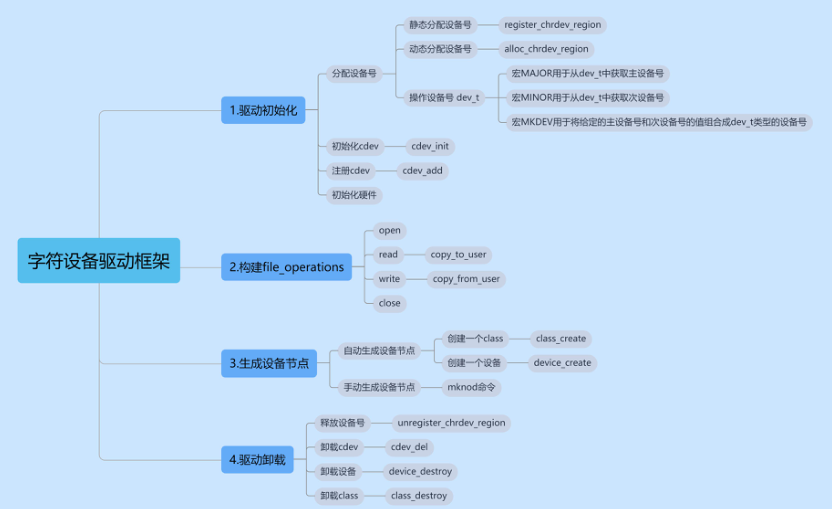 字符设备驱动框架
1.驱动初始化
分配设备号
静态分配设备号
register_chrdev_region
动态分配设备号
alloc_chrdev_region
操作设备号 dev_t
宏MAJOR用于从dev_t中获取主设备号
宏MINOR用于从dev_t中获取次设备号
宏MKDEV用于将给定的主设备号和次设备号的值组合成dev_t类型的设备号
初始化cdev
cdev_init
注册cdev
cdev_add
初始化硬件
2.构建file_operations
open
read
copy_to_user
write
copy_from_user
close
3.生成设备节点
自动生成设备节点
创建一个class
class_create
创建一个设备
device_create
手动生成设备节点
mknod命令
4.驱动卸载
释放设备号
unregister_chrdev_region
卸载cdev
cdev_del
卸载设备
device_destroy
卸载class
class_destroy